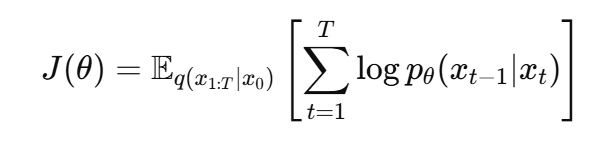 J(θ) = 𝔼_{q(x_{1:T}|x_0)} [ ∑_{t=1}^{T} log p_θ(x_{t−1}|x_t) ]